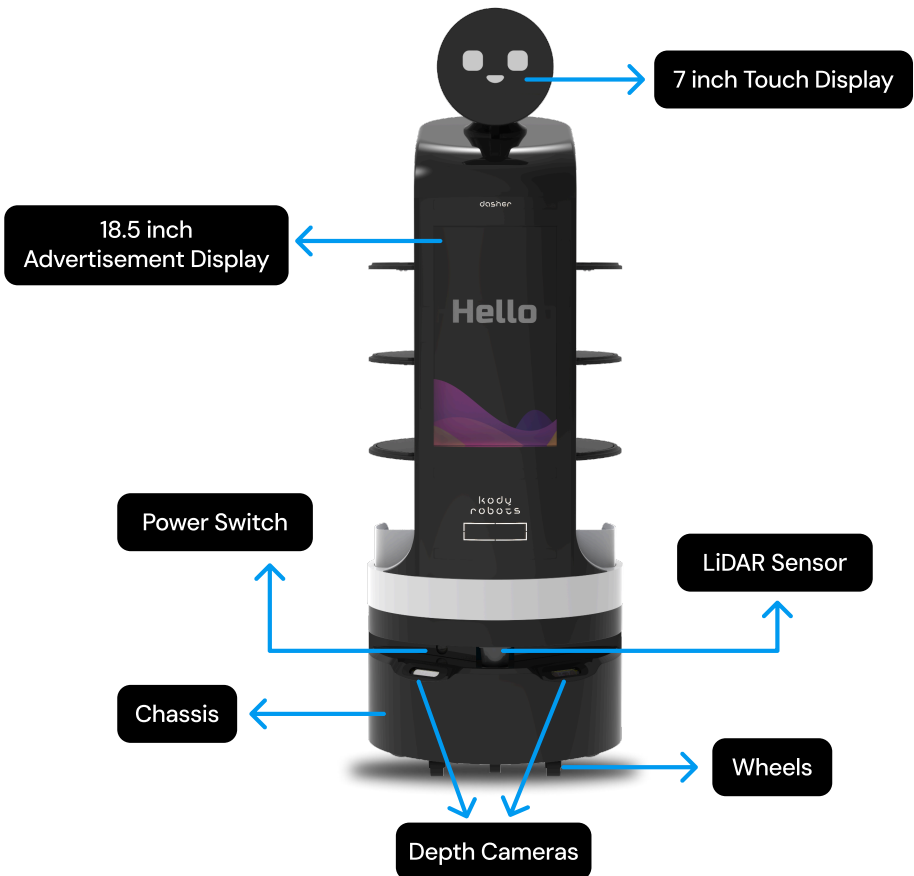 7 inch Touch Display
dasher
18.5 inch
Advertisement Display
Hello
kody
robots
Power Switch
LiDAR Sensor
Chassis
Wheels
Depth Cameras